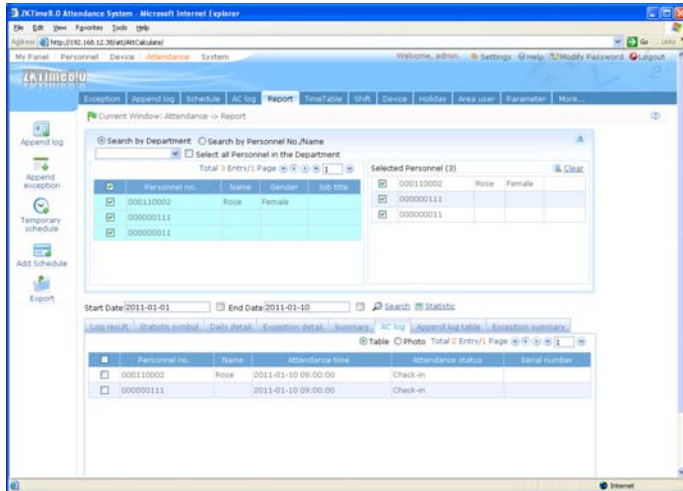 ZKTime8.0 Attendance System - Microsoft Internet Explorer
File Edit View Favorites Tools Help
Address http://192.168.12.38/att/AttCalculate/ Go Links
My Panel Personnel Device Attendance System Welcome, admin. Settings Help Modify Password Logout
ZKTime8.0
Exception Append log Schedule AC log Report TimeTable Shift Device Holiday Area user Parameter More...
Current Window: Attendance -> Report
Append log
Append exception
Temporary schedule
Add Schedule
Export
Search by Department Search by Personnel No./Name
Select all Personnel in the Department
Total 3 Entry/1 Page 1
Personnel no. Name Gender Job title
000110002 Rose Female
000000111
000000011
Selected Personnel (3) Clear
000110002 Rose Female
000000111
000000011
Start Date 2011-01-01 End Date 2011-01-10 Search Statistic
Log result Statistic symbol Daily detail Exception detail Summary AC log Append log table Exception summary
Table Photo Total 2 Entry/1 Page 1
Personnel no. Name Attendance time Attendance status Serial number
000110002 Rose 2011-01-10 09:00:00 Check-in
000000111 2011-01-10 09:00:00 Check-in
Internet